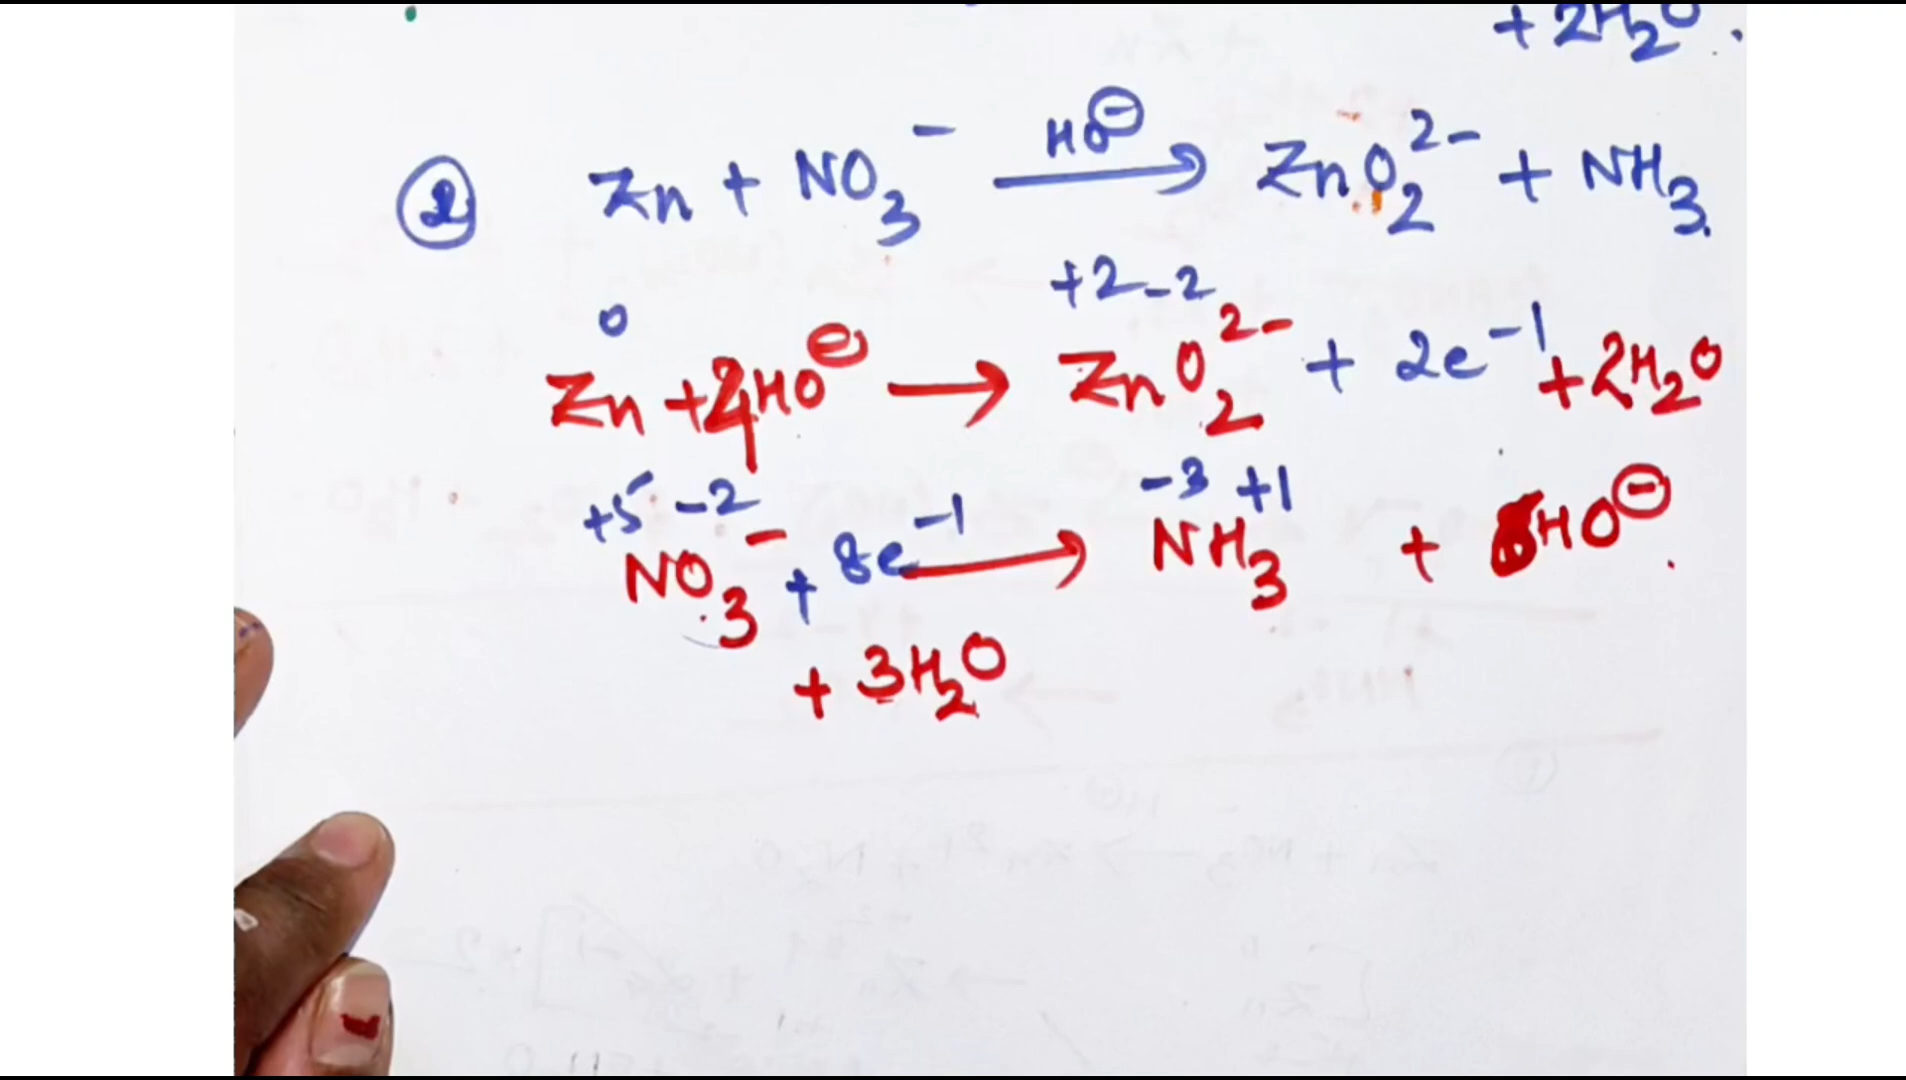 + 2H₂O.
② Zn + NO₃⁻ —HO⊖→ ZnO₂²⁻ + NH₃.
0 +2 -2
Zn + 4HO⊖ → ZnO₂²⁻ + 2e⁻¹ + 2H₂O
+5 -2 -3 +1
NO₃⁻ + 8e⁻¹ → NH₃ + HO⊖.
+ 3H₂O